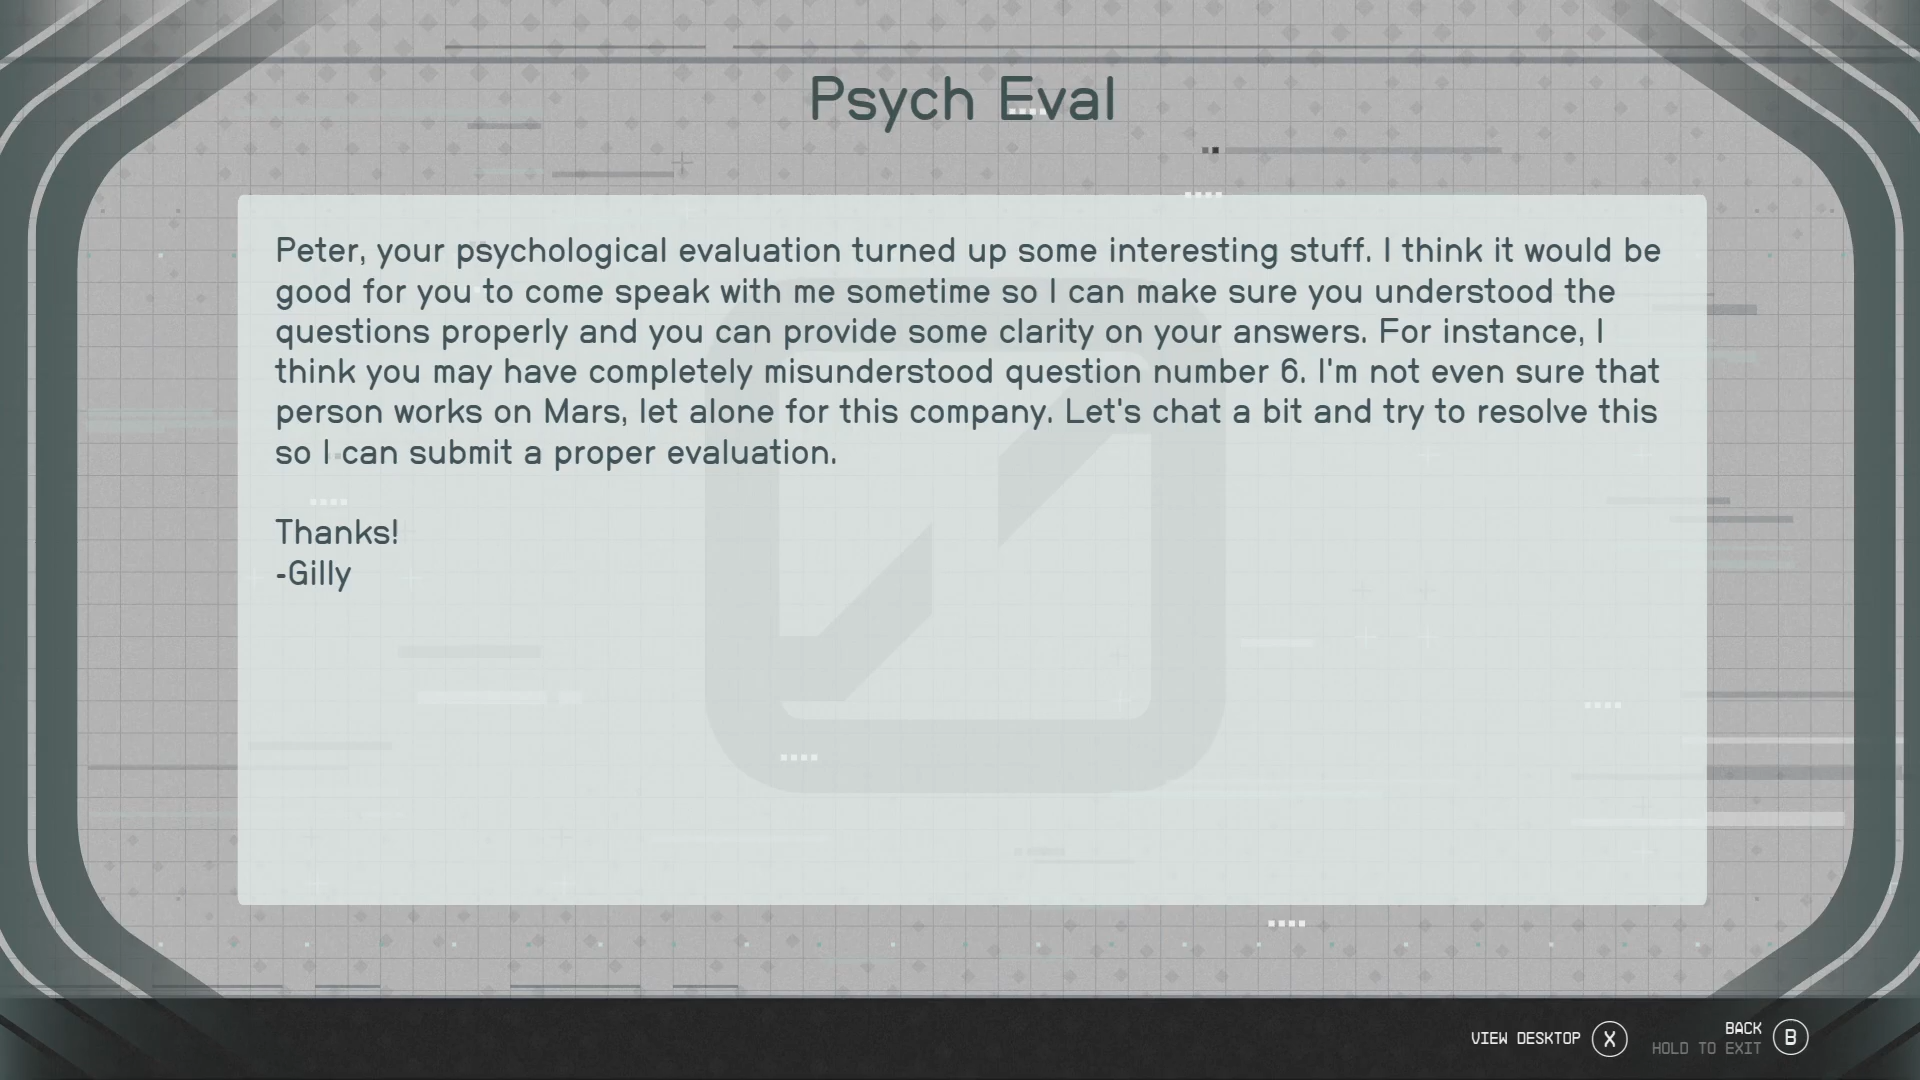 Psych Eval
Peter, your psychological evaluation turned up some interesting stuff. I think it would be
good for you to come speak with me sometime so I can make sure you understood the
questions properly and you can provide some clarity on your answers. For instance, I
think you may have completely misunderstood question number 6. I'm not even sure that
person works on Mars, let alone for this company. Let's chat a bit and try to resolve this
so I can submit a proper evaluation.
Thanks!
-Gilly
VIEW DESKTOP X
BACK B
HOLD TO EXIT